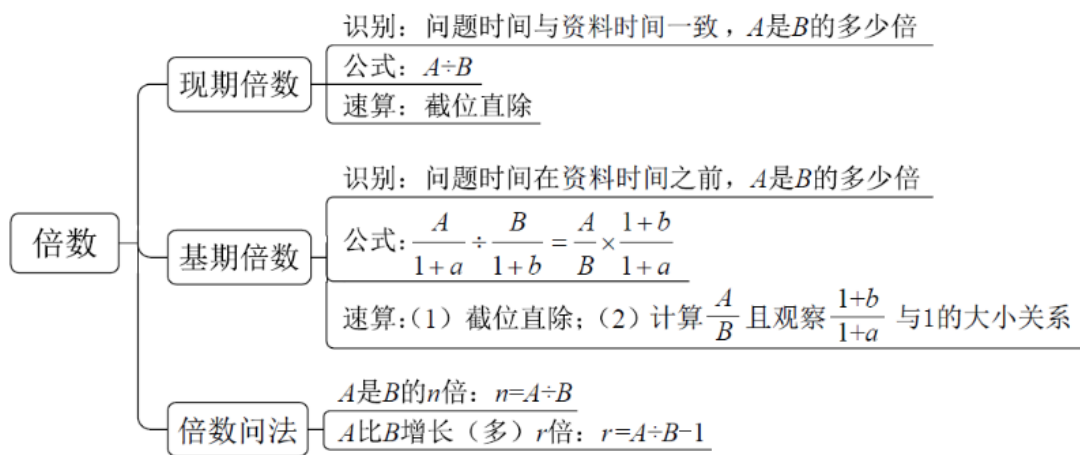 倍数
现期倍数
识别：问题时间与资料时间一致，A是B的多少倍
公式：A÷B
速算：截位直除
基期倍数
识别：问题时间在资料时间之前，A是B的多少倍
公式：A/(1+a)÷B/(1+b)=A/B×(1+b)/(1+a)
速算：（1）截位直除；（2）计算A/B且观察(1+b)/(1+a)与1的大小关系
倍数问法
A是B的n倍：n=A÷B
A比B增长（多）r倍：r=A÷B-1